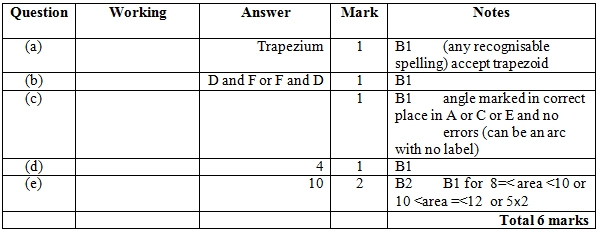 Question Working Answer Mark Notes
(a) Trapezium 1 B1 (any recognisable
spelling) accept trapezoid
(b) D and F or F and D 1 B1
(c) 1 B1 angle marked in correct
place in A or C or E and no
errors (can be an arc
with no label)
(d) 4 1 B1
(e) 10 2 B2 B1 for 8=<area <10 or
10 <area =<12 or 5x2
Total 6 marks